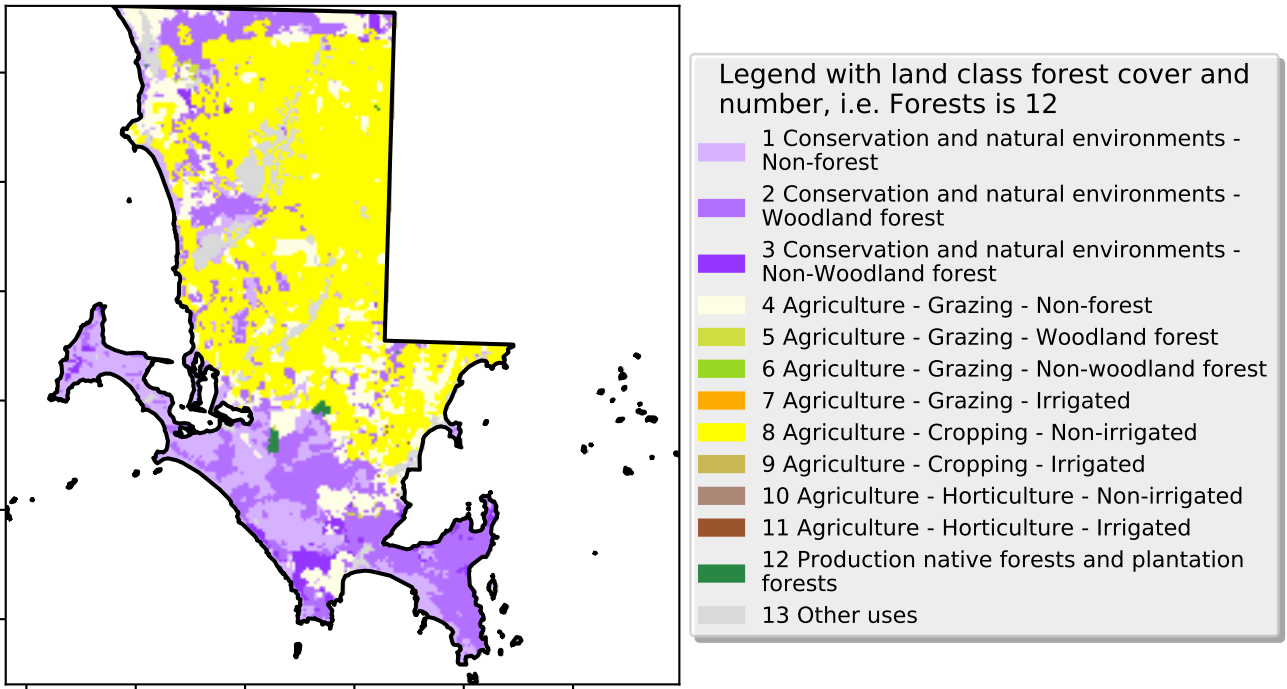 Legend with land class forest cover and
number, i.e. Forests is 12
1 Conservation and natural environments -
Non-forest
2 Conservation and natural environments -
Woodland forest
3 Conservation and natural environments -
Non-Woodland forest
4 Agriculture - Grazing - Non-forest
5 Agriculture - Grazing - Woodland forest
6 Agriculture - Grazing - Non-woodland forest
7 Agriculture - Grazing - Irrigated
8 Agriculture - Cropping - Non-irrigated
9 Agriculture - Cropping - Irrigated
10 Agriculture - Horticulture - Non-irrigated
11 Agriculture - Horticulture - Irrigated
12 Production native forests and plantation
forests
13 Other uses